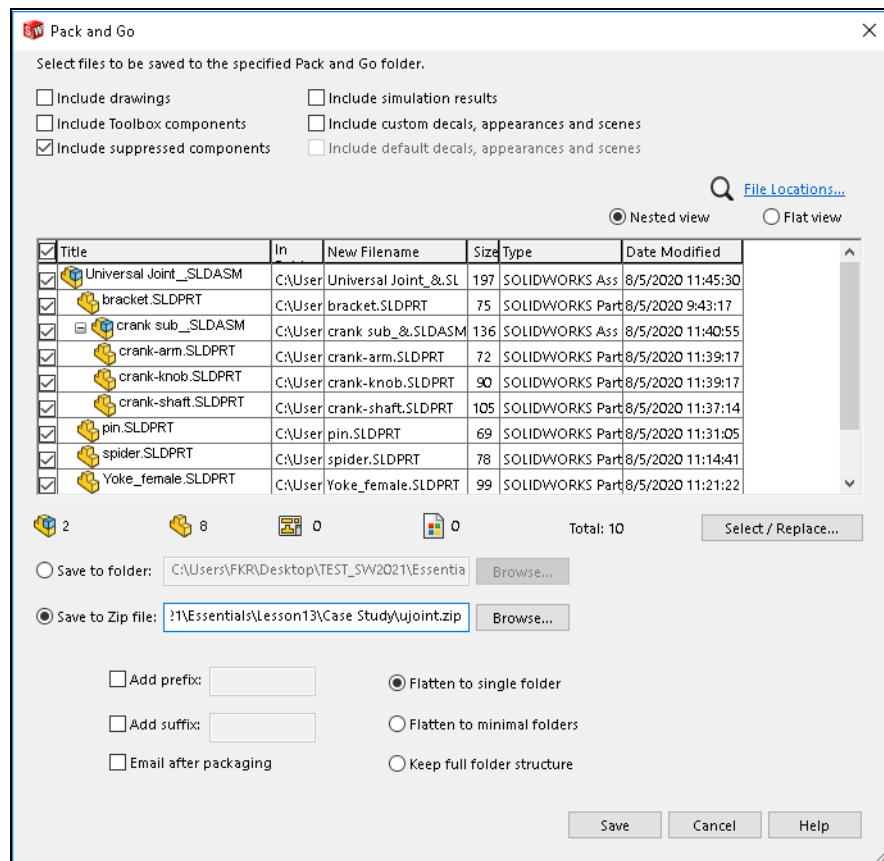 Pack and Go
Select files to be saved to the specified Pack and Go folder.
Include drawings Include simulation results
Include Toolbox components Include custom decals, appearances and scenes
Include suppressed components Include default decals, appearances and scenes
File Locations...
Nested view Flat view
Title In New Filename Size Type Date Modified
Universal Joint_.SLDASM C:\User Universal Joint_&.SL 197 SOLIDWORKS Ass 8/5/2020 11:45:30
bracket.SLDPRT C:\User bracket.SLDPRT 75 SOLIDWORKS Part 8/5/2020 9:43:17
crank sub_.SLDASM C:\User crank sub_&.SLDASM 136 SOLIDWORKS Ass 8/5/2020 11:40:55
crank-arm.SLDPRT C:\User crank-arm.SLDPRT 72 SOLIDWORKS Part 8/5/2020 11:39:17
crank-knob.SLDPRT C:\User crank-knob.SLDPRT 90 SOLIDWORKS Part 8/5/2020 11:39:17
crank-shaft.SLDPRT C:\User crank-shaft.SLDPRT 105 SOLIDWORKS Part 8/5/2020 11:37:14
pin.SLDPRT C:\User pin.SLDPRT 69 SOLIDWORKS Part 8/5/2020 11:31:05
spider.SLDPRT C:\User spider.SLDPRT 78 SOLIDWORKS Part 8/5/2020 11:14:41
Yoke_female.SLDPRT C:\User Yoke_female.SLDPRT 99 SOLIDWORKS Part 8/5/2020 11:21:22
2 8 0 0 Total: 10 Select / Replace...
Save to folder: C:\Users\FKR\Desktop\TEST_SW2021\Essentia Browse...
Save to Zip file: 21\Essentials\Lesson13\Case Study\ujoint.zip Browse...
Add prefix: Flatten to single folder
Add suffix: Flatten to minimal folders
Email after packaging Keep full folder structure
Save Cancel Help